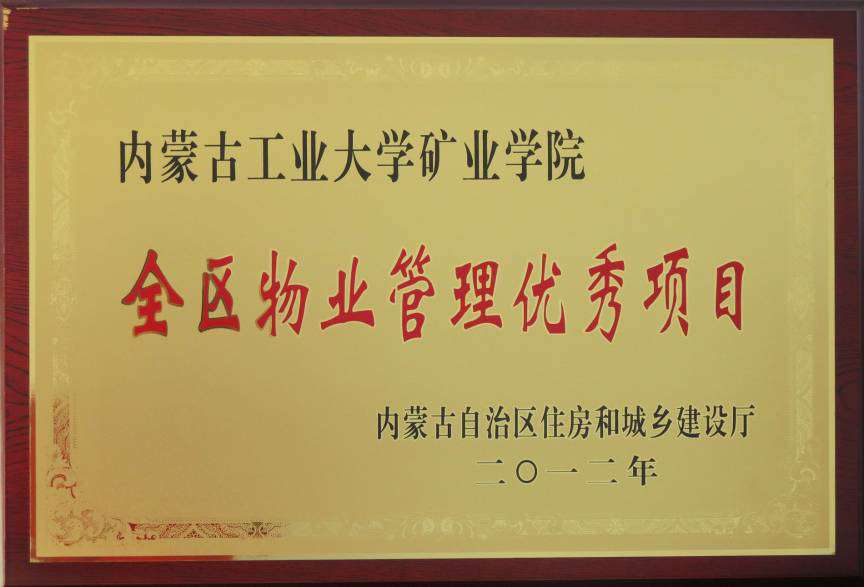 内蒙古工业大学矿业学院
全区物业管理优秀项目
内蒙古自治区住房和城乡建设厅
二〇一二年